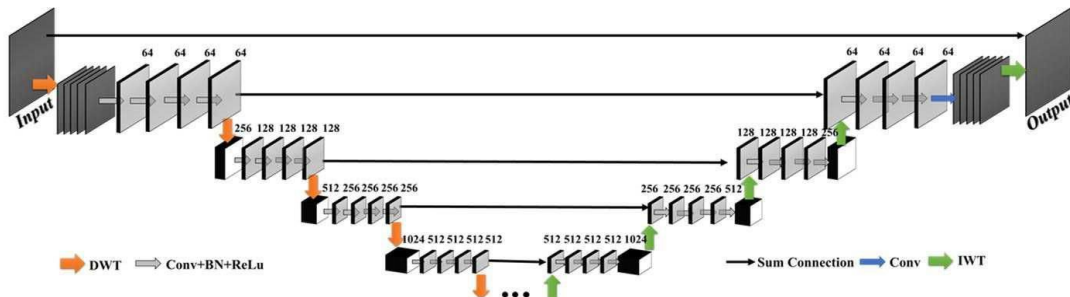 64 64 64 64
64 64 64 64
Input
Output
256 128 128 128 128
128 128 128 128 256
512 256 256 256 256
256 256 256 256 512
1024 512 512 512 512
512 512 512 512 1024
DWT
Conv+BN+ReLu
...
Sum Connection
Conv
IWT